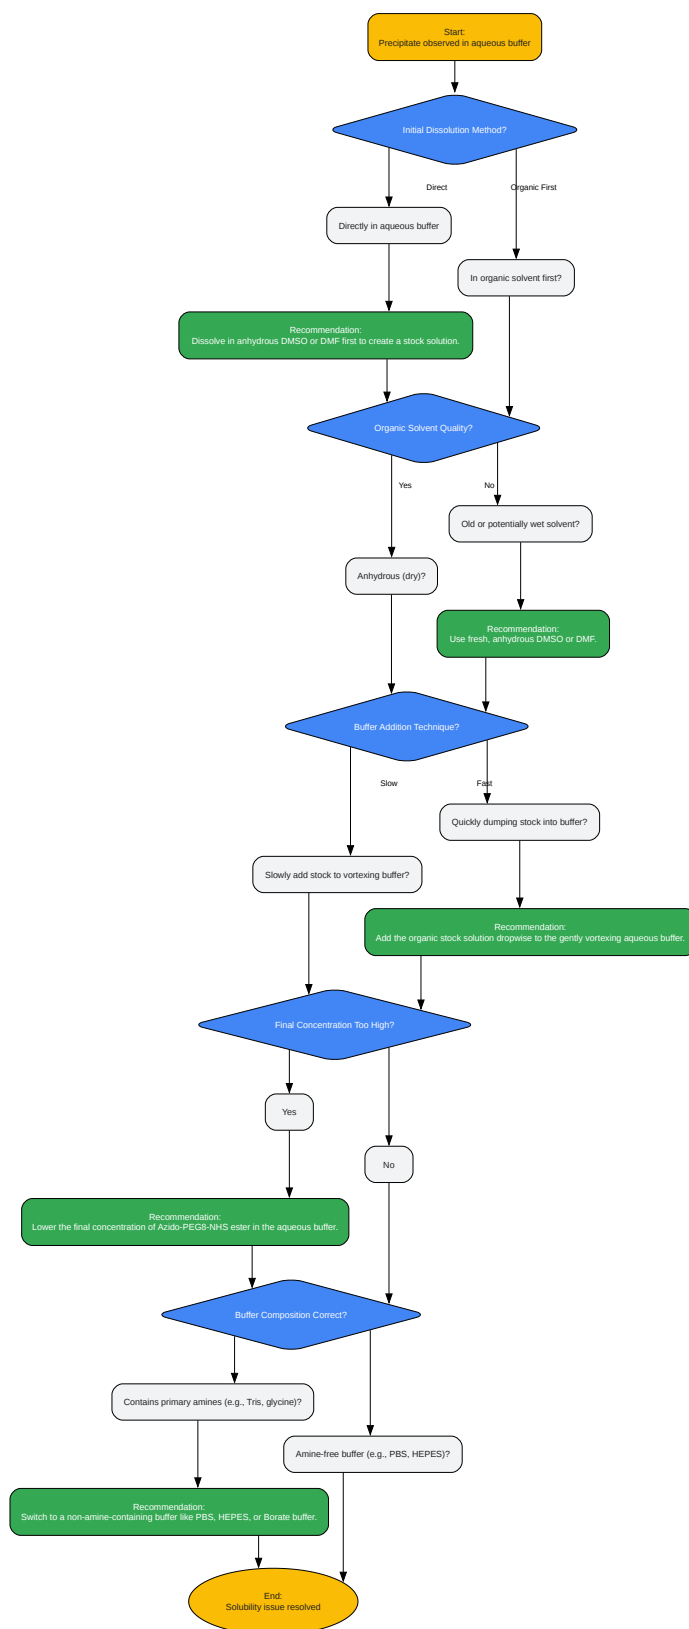 Start:
Precipitate observed in aqueous buffer
Initial Dissolution Method?
Direct
Organic First
Directly in aqueous buffer
In organic solvent first?
Recommendation:
Dissolve in anhydrous DMSO or DMF first to create a stock solution.
Organic Solvent Quality?
Yes
No
Old or potentially wet solvent?
Anhydrous (dry)?
Recommendation:
Use fresh, anhydrous DMSO or DMF.
Buffer Addition Technique?
Slow
Fast
Quickly dumping stock into buffer?
Slowly add stock to vortexing buffer?
Recommendation:
Add the organic stock solution dropwise to the gently vortexing aqueous buffer.
Final Concentration Too High?
Yes
No
Recommendation:
Lower the final concentration of Azido-PEG8-NHS ester in the aqueous buffer.
Buffer Composition Correct?
Contains primary amines (e.g., Tris, glycine)?
Amine-free buffer (e.g., PBS, HEPES)?
Recommendation:
Switch to a non-amine-containing buffer like PBS, HEPES, or Borate buffer.
End:
Solubility issue resolved